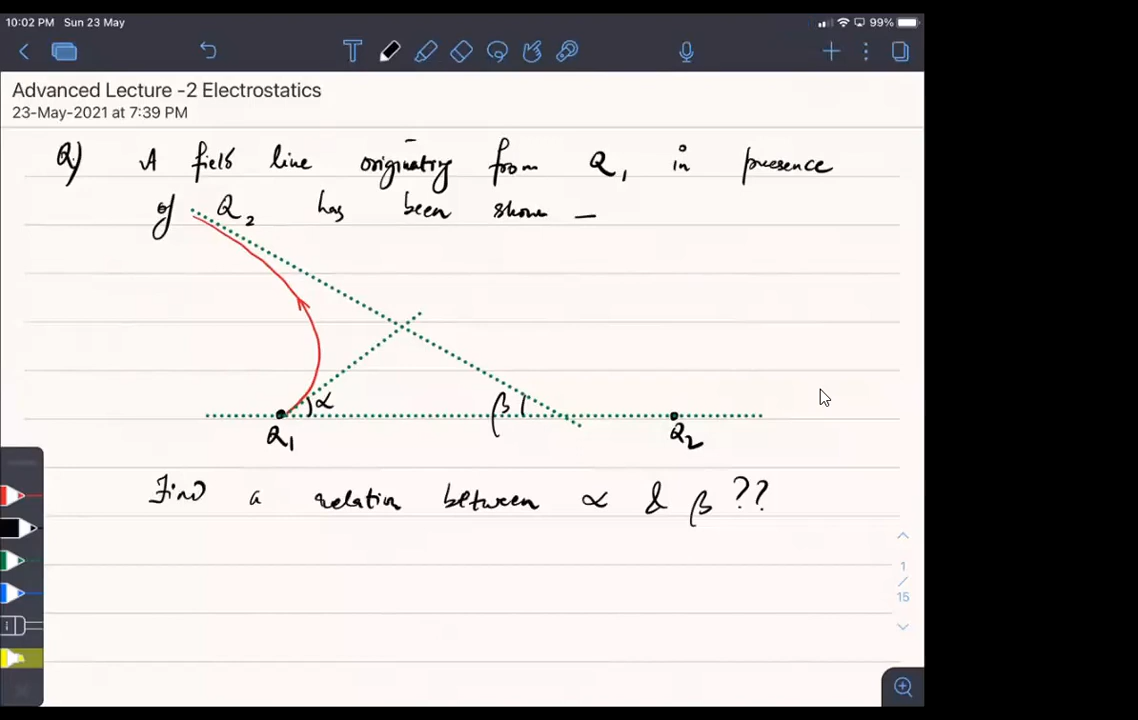 10:02 PM Sun 23 May 99%
Advanced Lecture -2 Electrostatics
23-May-2021 at 7:39 PM
Q) A field line originatry from Q1 in presence
of Q2 has been shown —
α
β
Q1
Q2
Find a relation between α & β ??
1
/
15